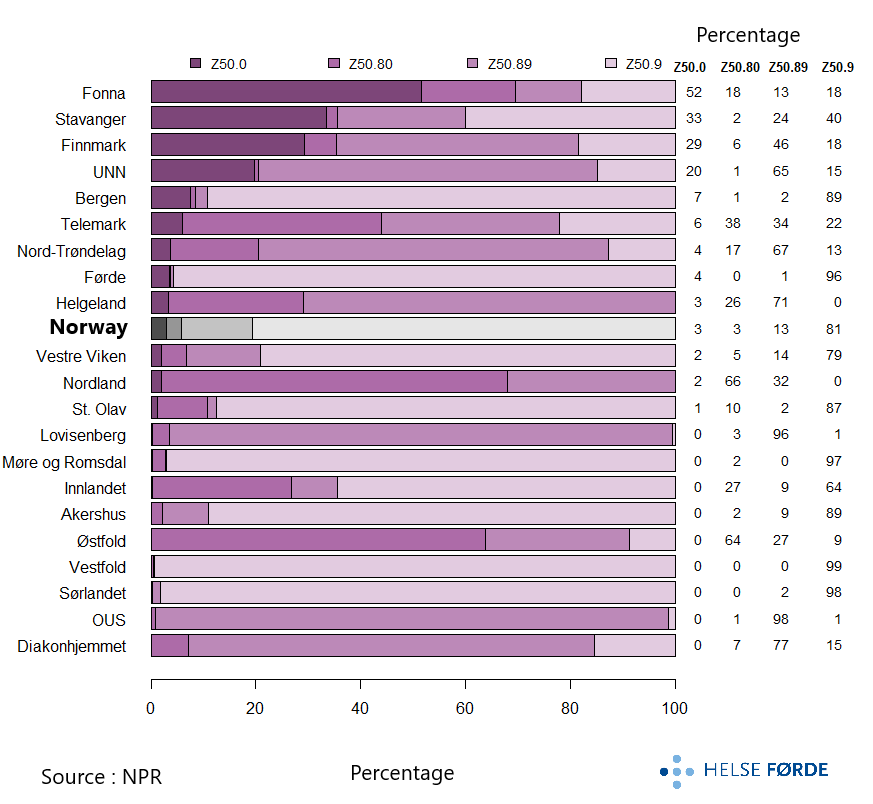 Percentage
Z50.0 Z50.80 Z50.89 Z50.9 Z50.0 Z50.80 Z50.89 Z50.9
Fonna 52 18 13 18
Stavanger 33 2 24 40
Finnmark 29 6 46 18
UNN 20 1 65 15
Bergen 7 1 2 89
Telemark 6 38 34 22
Nord-Trøndelag 4 17 67 13
Førde 4 0 1 96
Helgeland 3 26 71 0
Norway 3 3 13 81
Vestre Viken 2 5 14 79
Nordland 2 66 32 0
St. Olav 1 10 2 87
Lovisenberg 0 3 96 1
Møre og Romsdal 0 2 0 97
Innlandet 0 27 9 64
Akershus 0 2 9 89
Østfold 0 64 27 9
Vestfold 0 0 0 99
Sørlandet 0 0 2 98
OUS 0 1 98 1
Diakonhjemmet 0 7 77 15
0 20 40 60 80 100
Source : NPR Percentage HELSE FØRDE